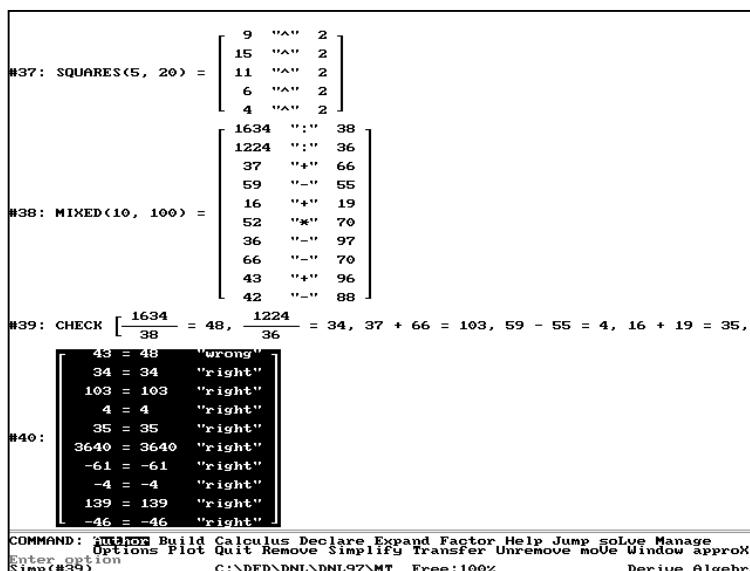 #37: SQUARES(5, 20) =
9 "^" 2
15 "^" 2
11 "^" 2
6 "^" 2
4 "^" 2
#38: MIXED(10, 100) =
1634 ":" 38
1224 ":" 36
37 "+" 66
59 "-" 55
16 "+" 19
52 "*" 70
36 "-" 97
66 "-" 70
43 "+" 96
42 "-" 88
#39: CHECK [ 1634/38 = 48, 1224/36 = 34, 37 + 66 = 103, 59 - 55 = 4, 16 + 19 = 35,
#40:
43 = 48 "wrong"
34 = 34 "right"
103 = 103 "right"
4 = 4 "right"
35 = 35 "right"
3640 = 3640 "right"
-61 = -61 "right"
-4 = -4 "right"
139 = 139 "right"
-46 = -46 "right"
COMMAND: Author Build Calculus Declare Expand Factor Help Jump soLve Manage
Options Plot Quit Remove Simplify Transfer Unremove moVe Window approX
Enter option
Simp(#39) C:\DFD\DNL\DNL97\MT Free:100% Derive Algebr